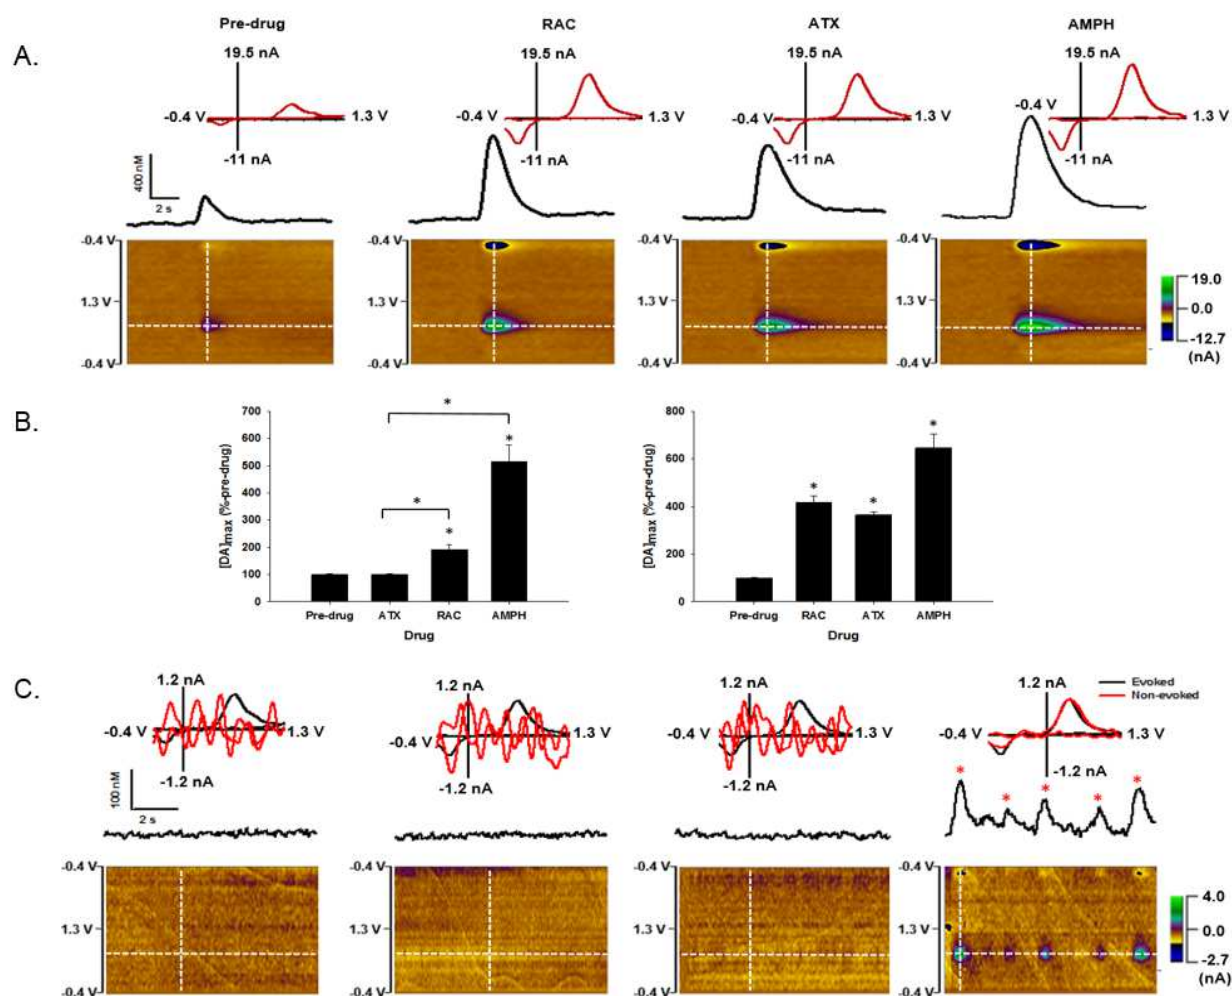 A.
Pre-drug RAC ATX AMPH
19.5 nA 19.5 nA 19.5 nA 19.5 nA
-0.4 V 1.3 V -0.4 V 1.3 V -0.4 V 1.3 V -0.4 V 1.3 V
-11 nA -11 nA -11 nA -11 nA
400 nM
2 s
-0.4 V -0.4 V -0.4 V -0.4 V
1.3 V 1.3 V 1.3 V 1.3 V
-0.4 V -0.4 V -0.4 V -0.4 V
19.0
0.0
-12.7
(nA)
B.
[DA]max (%-pre-drug)
700
600
500
400
300
200
100
0
* * * *
Pre-drug ATX RAC AMPH
Drug
[DA]max (%-pre-drug)
800
600
400
200
0
* * *
Pre-drug RAC ATX AMPH
Drug
C.
1.2 nA 1.2 nA 1.2 nA 1.2 nA
Evoked
Non-evoked
-0.4 V 1.3 V -0.4 V 1.3 V -0.4 V 1.3 V -0.4 V 1.3 V
-1.2 nA -1.2 nA -1.2 nA -1.2 nA
100 nM
2 s
* * * * *
-0.4 V -0.4 V -0.4 V -0.4 V
1.3 V 1.3 V 1.3 V 1.3 V
-0.4 V -0.4 V -0.4 V -0.4 V
4.0
0.0
-2.7
(nA)